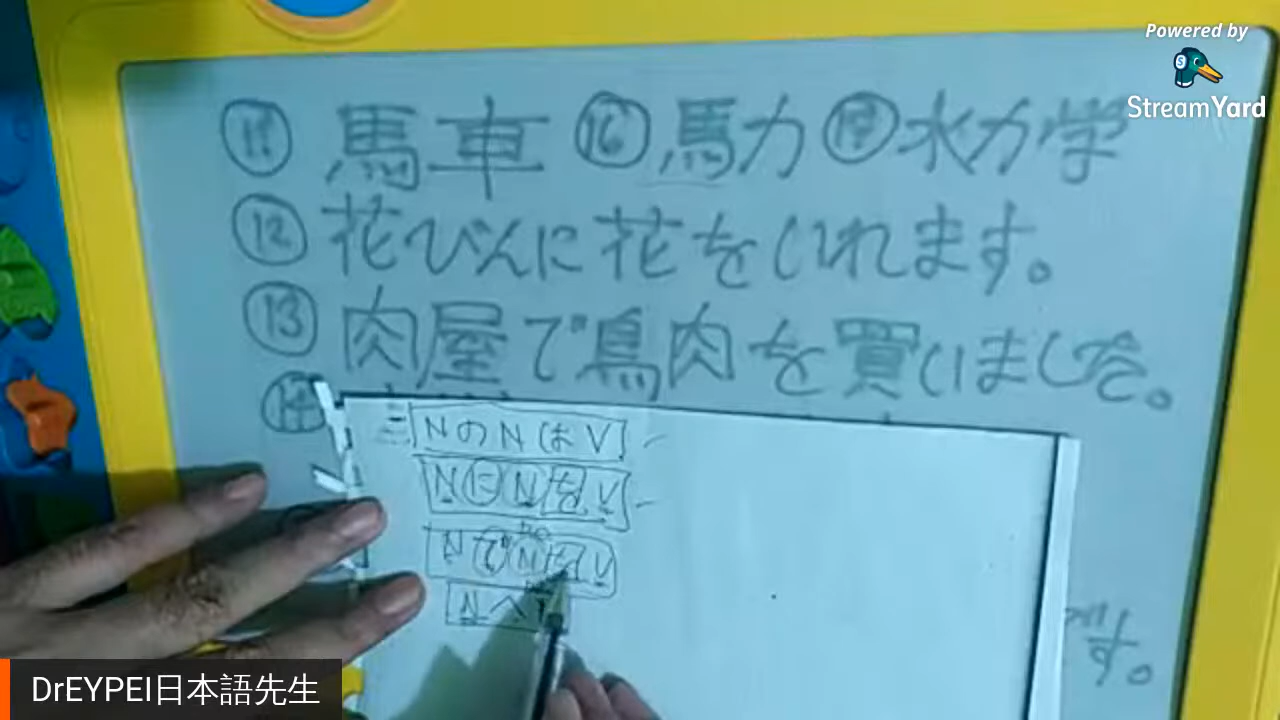 Powered by
StreamYard
⑪ 馬車 ⑯ 馬力 ⑰ 水力学
⑫ 花びんに花をいれます。
⑬ 肉屋で鳥肉を買いました。
⑭
NのNはV
NにNをV
NでNをV
Nへ
す。
DrEYPEI日本語先生